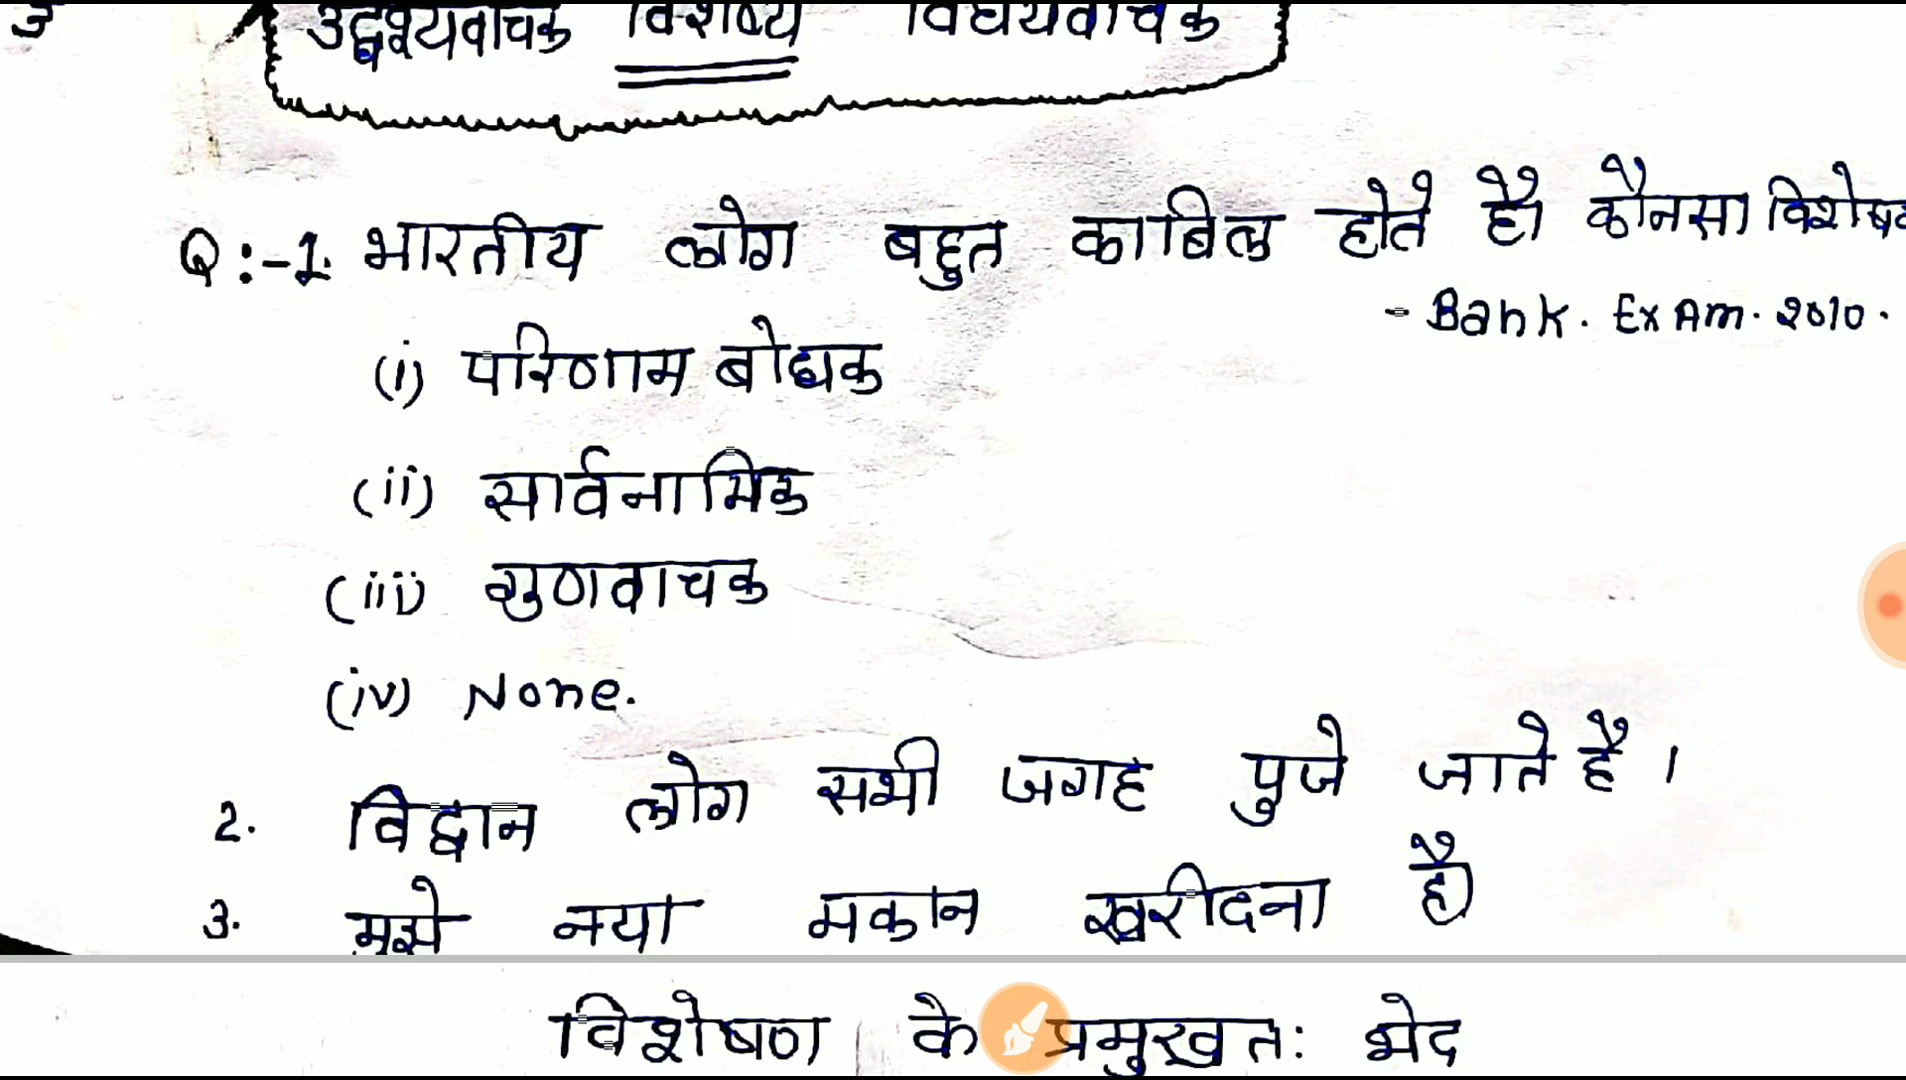 उद्देश्यवाचक विशेष्य विधेयवाचक
Q:-1. भारतीय लोग बहुत काबिल होते है। कौनसा
- Bank. ExAm. 2010.
(i) परिणाम बोधक
(ii) सार्वनामिक
(iii) गुणवाचक
(iv) None.
2. विद्वान लोग सभी जगह पुजे जाते है ।
3. मुझे नया मकान खरीदना है।
विशेषण के प्रमुखतः भेद